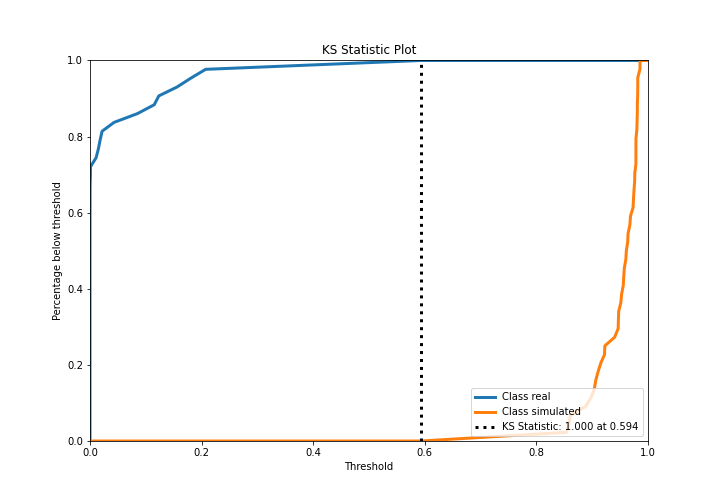 KS Statistic Plot
1.0
0.8
0.6
0.4
0.2
0.0
Percentage below threshold
0.0 0.2 0.4 0.6 0.8 1.0
Threshold
Class real
Class simulated
KS Statistic: 1.000 at 0.594